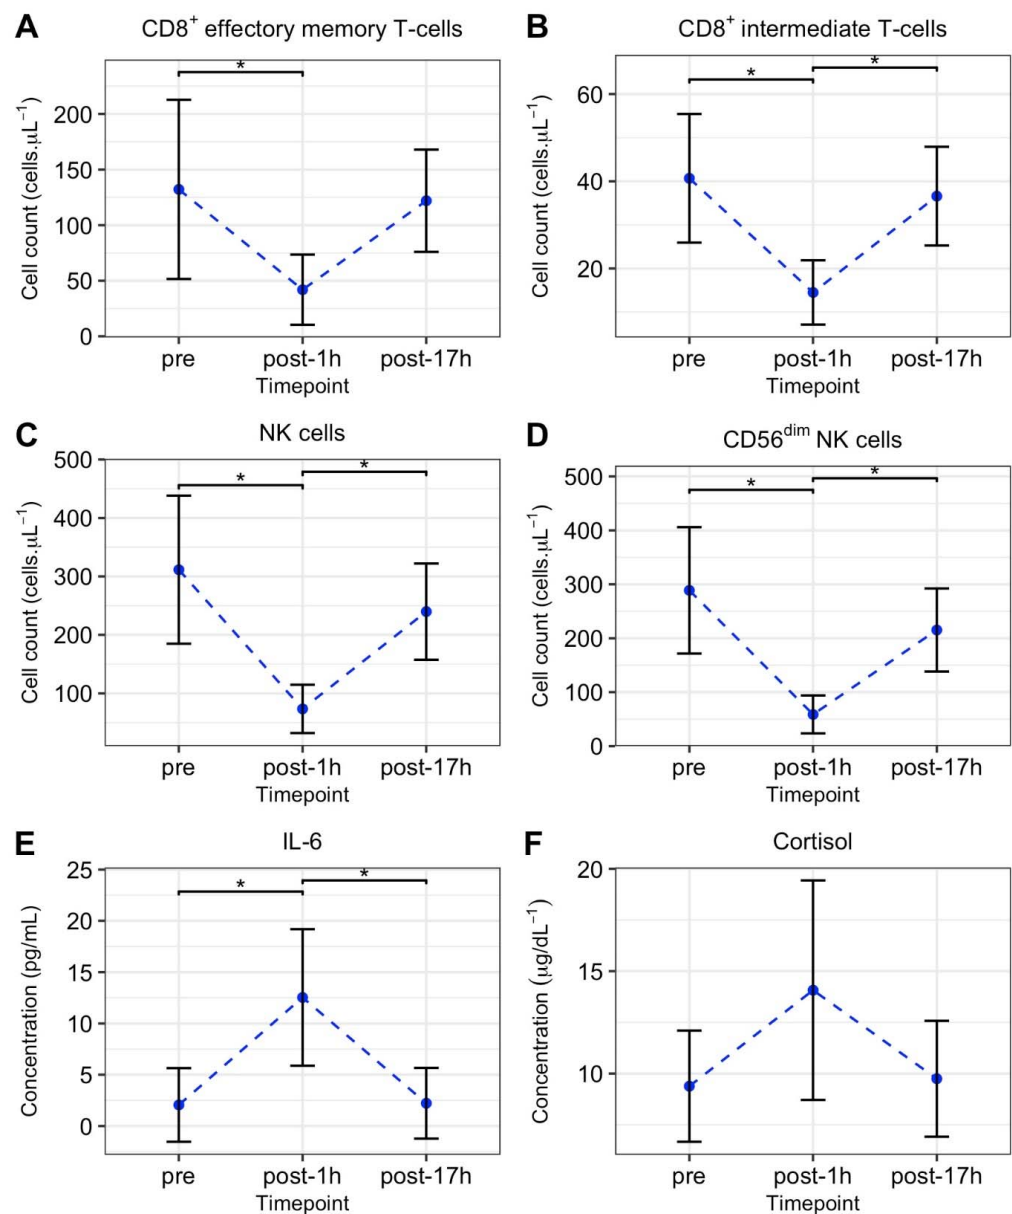 A CD8⁺ effectory memory T-cells
*
Cell count (cells.μL⁻¹)
200
150
100
50
0
pre post-1h post-17h
Timepoint
B CD8⁺ intermediate T-cells
* *
Cell count (cells.μL⁻¹)
60
40
20
pre post-1h post-17h
Timepoint
C NK cells
* *
Cell count (cells.μL⁻¹)
500
400
300
200
100
pre post-1h post-17h
Timepoint
D CD56ᵈⁱᵐ NK cells
* *
Cell count (cells.μL⁻¹)
500
400
300
200
100
0
pre post-1h post-17h
Timepoint
E IL-6
* *
Concentration (pg/mL)
25
20
15
10
5
0
pre post-1h post-17h
Timepoint
F Cortisol
Concentration (μg/dL⁻¹)
20
15
10
pre post-1h post-17h
Timepoint